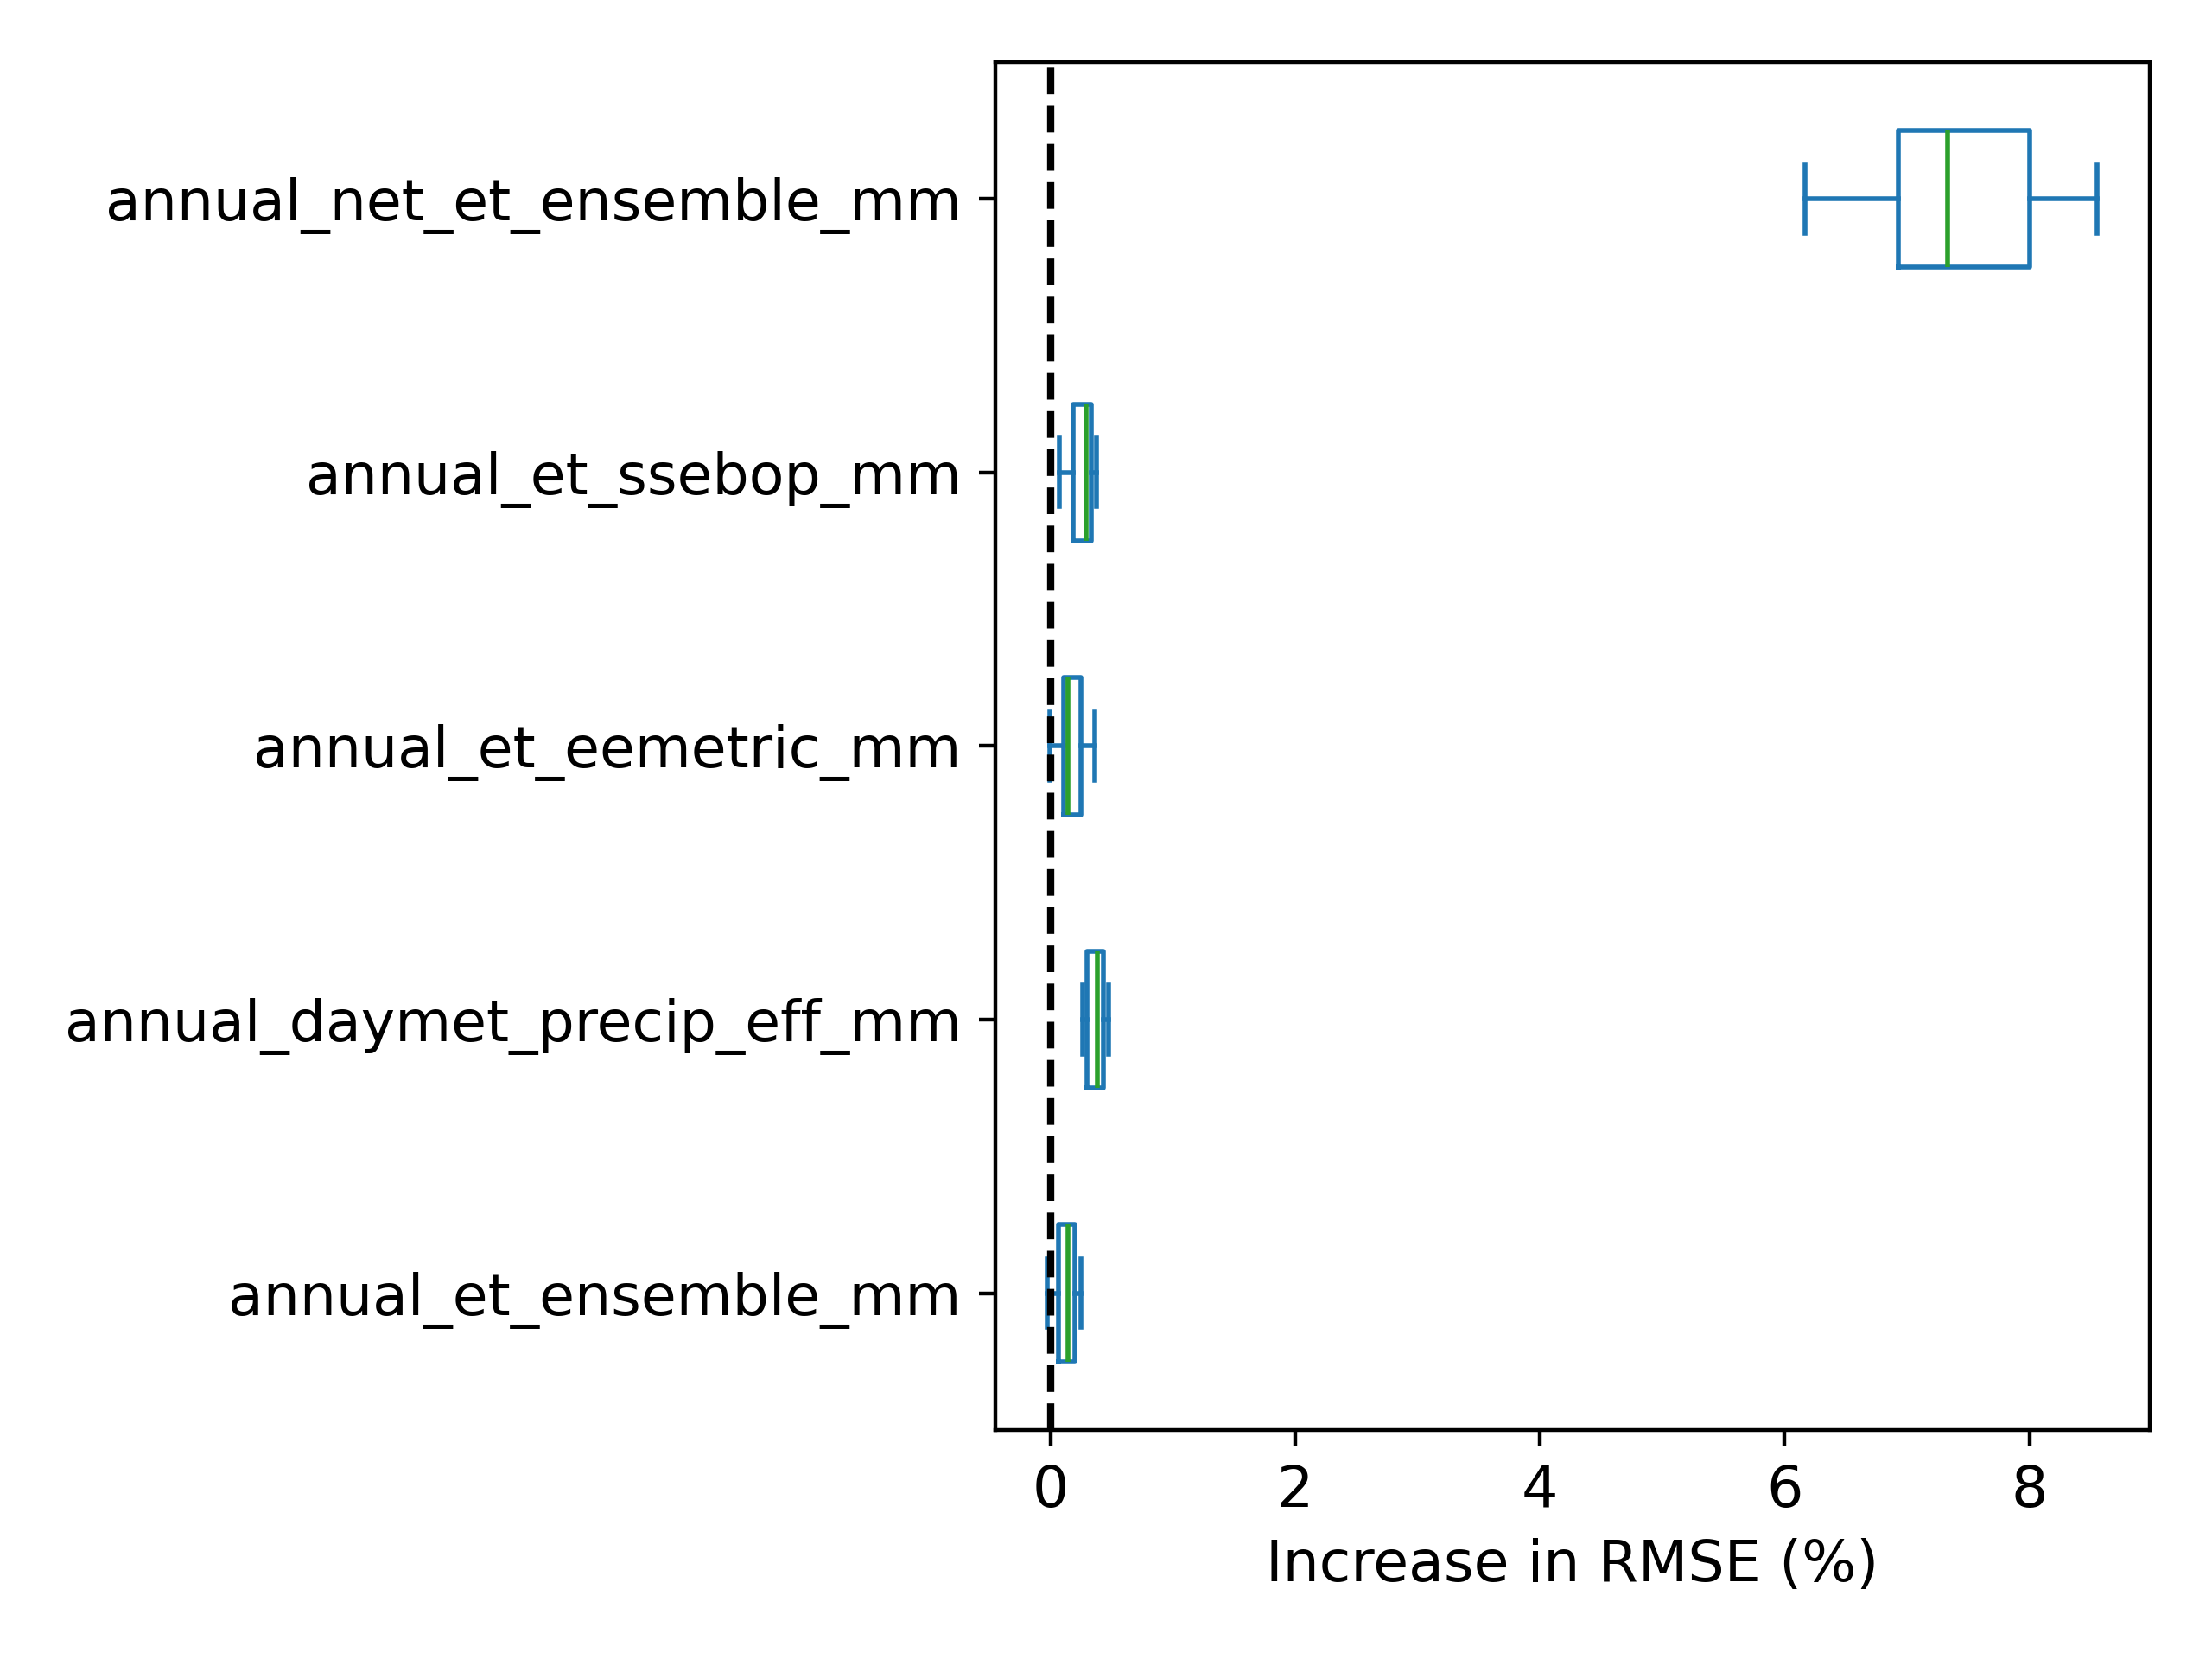 annual_net_et_ensemble_mm
annual_et_ssebop_mm
annual_et_eemetric_mm
annual_daymet_precip_eff_mm
annual_et_ensemble_mm
0 2 4 6 8
Increase in RMSE (%)